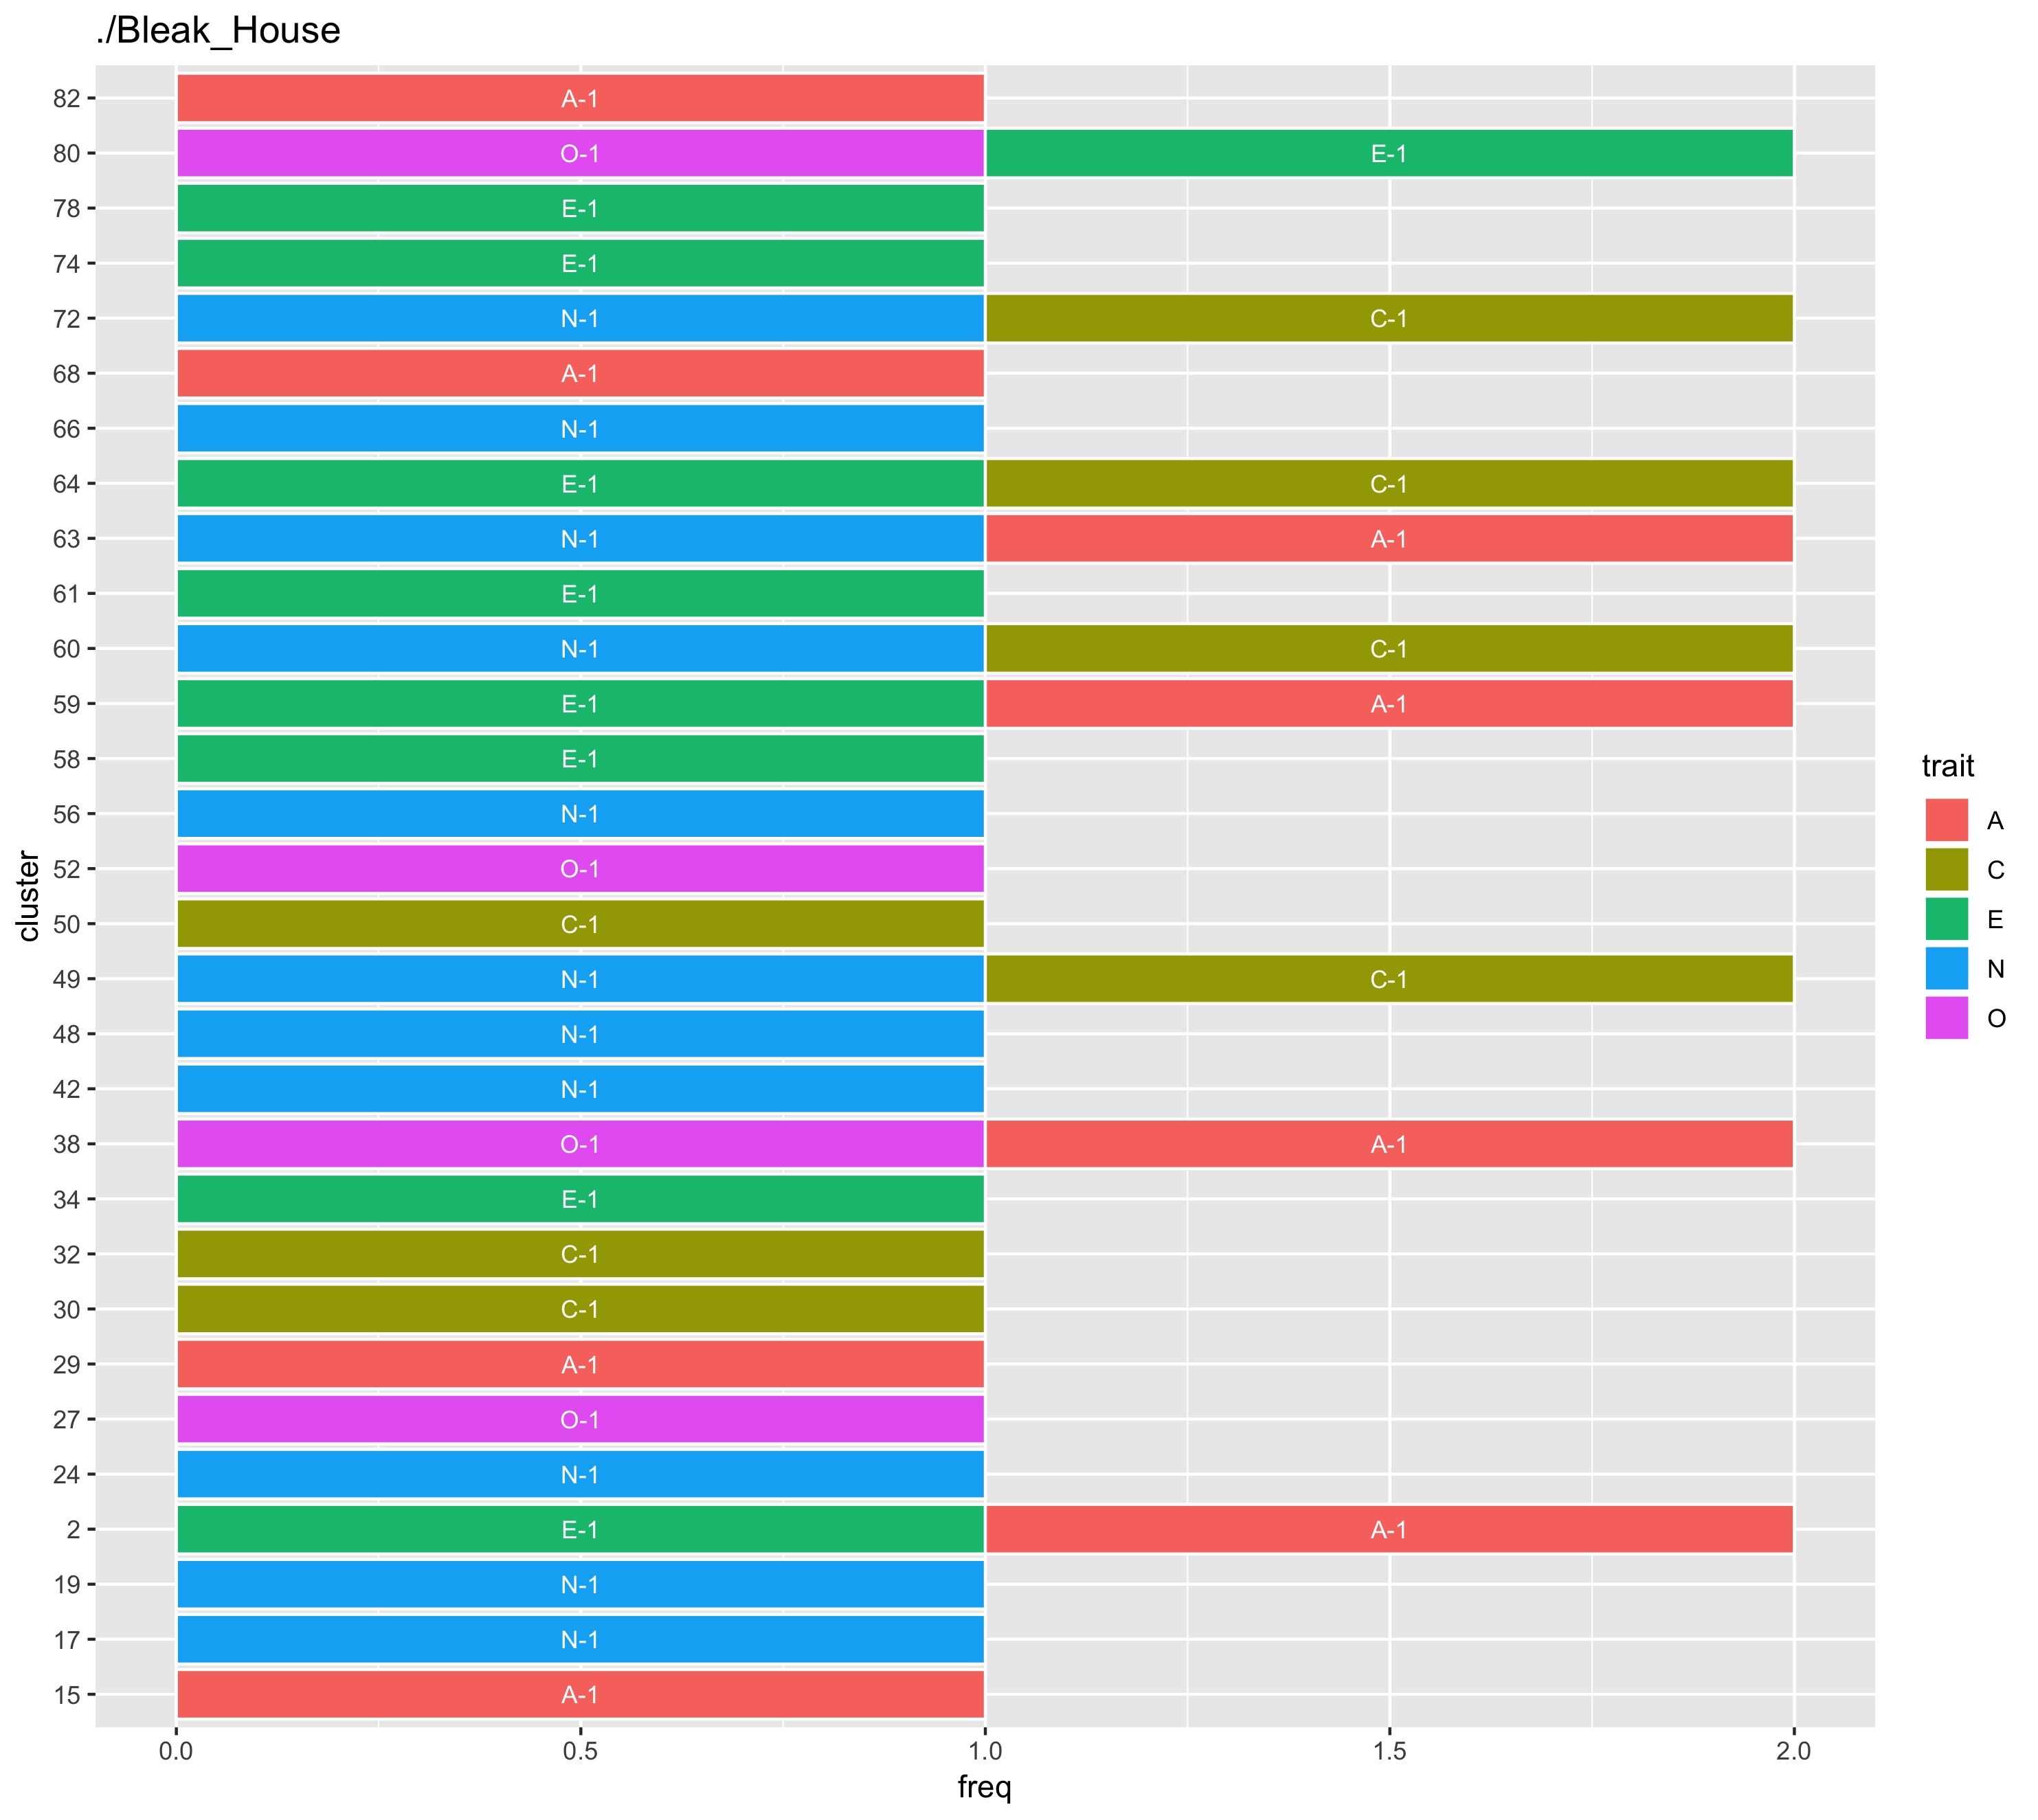 ./Bleak_House
82 A-1
80 O-1 E-1
78 E-1
74 E-1
72 N-1 C-1
68 A-1
66 N-1
64 E-1 C-1
63 N-1 A-1
61 E-1
60 N-1 C-1
59 E-1 A-1
58 E-1
56 N-1
52 O-1
50 C-1
49 N-1 C-1
48 N-1
42 N-1
38 O-1 A-1
34 E-1
32 C-1
30 C-1
29 A-1
27 O-1
24 N-1
2 E-1 A-1
19 N-1
17 N-1
15 A-1
0.0 0.5 1.0 1.5 2.0
freq
cluster
trait
A
C
E
N
O